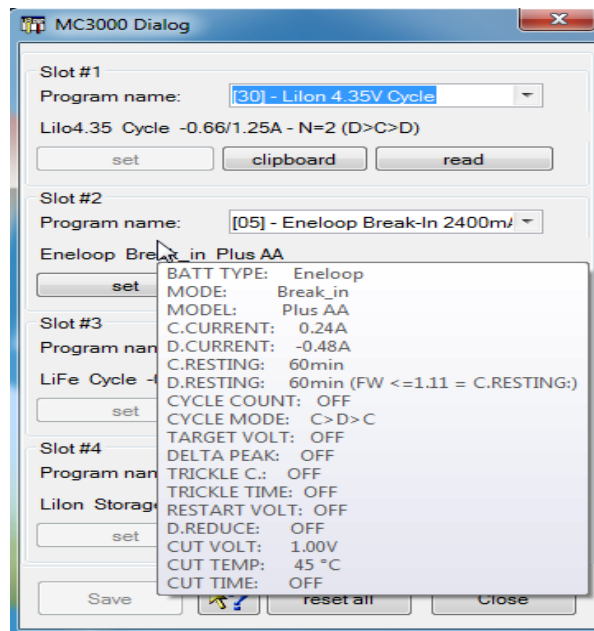 MC3000 Dialog
Slot #1
Program name: [30] - LiIon 4.35V Cycle
LiIo4.35 Cycle -0.66/1.25A - N=2 (D>C>D)
set clipboard read
Slot #2
Program name: [05] - Eneloop Break-In 2400m
Eneloop Break_in Plus AA
set
BATT TYPE: Eneloop
MODE: Break_in
MODEL: Plus AA
C.CURRENT: 0.24A
D.CURRENT: -0.48A
C.RESTING: 60min
D.RESTING: 60min (FW <=1.11 = C.RESTING:)
CYCLE COUNT: OFF
CYCLE MODE: C>D>C
TARGET VOLT: OFF
DELTA PEAK: OFF
TRICKLE C.: OFF
TRICKLE TIME: OFF
RESTART VOLT: OFF
D.REDUCE: OFF
CUT VOLT: 1.00V
CUT TEMP: 45 °C
CUT TIME: OFF
Slot #3
Program nan
LiFe Cycle -
set
Slot #4
Program nan
LiIon Storag
set
Save reset all Close